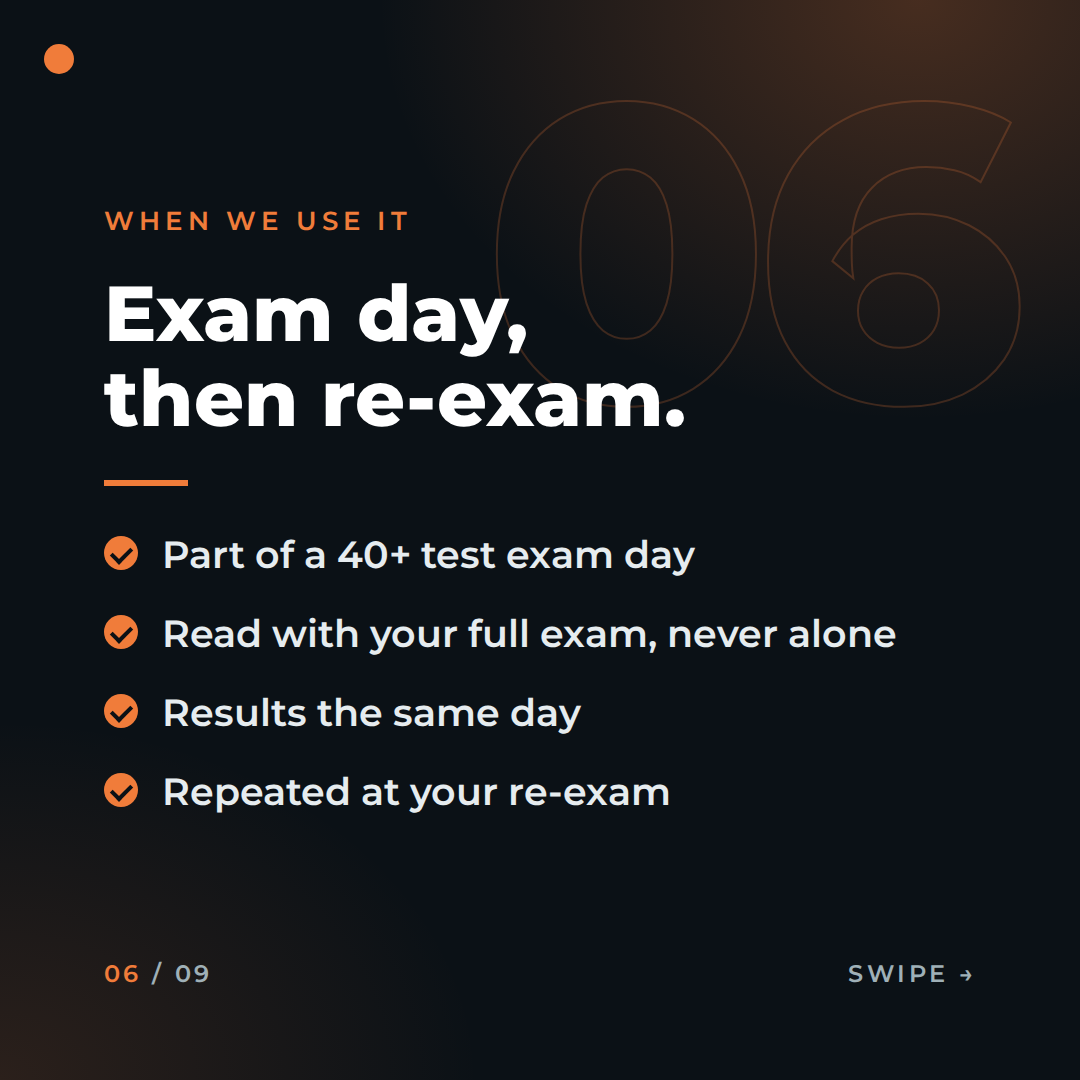 06
WHEN WE USE IT
Exam day,
then re-exam.
Part of a 40+ test exam day
Read with your full exam, never alone
Results the same day
Repeated at your re-exam
06 / 09
SWIPE →